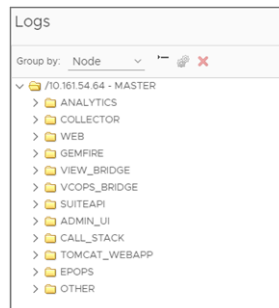 Logs
Group by: Node
/10.161.54.64 - MASTER
ANALYTICS
COLLECTOR
WEB
GEMFIRE
VIEW_BRIDGE
VCOPS_BRIDGE
SUITEAPI
ADMIN_UI
CALL_STACK
TOMCAT_WEBAPP
EPOPS
OTHER